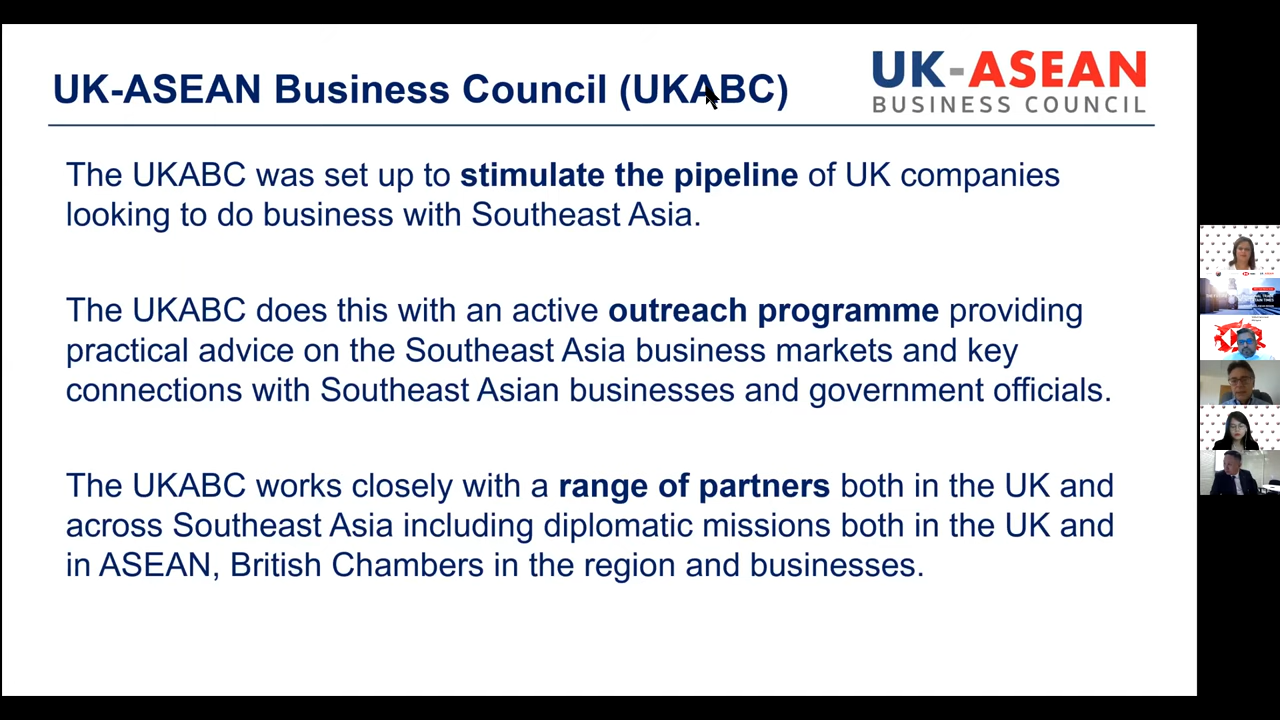 UK-ASEAN Business Council (UKABC)
UK-ASEAN
BUSINESS COUNCIL
The UKABC was set up to stimulate the pipeline of UK companies
looking to do business with Southeast Asia.
The UKABC does this with an active outreach programme providing
practical advice on the Southeast Asia business markets and key
connections with Southeast Asian businesses and government officials.
The UKABC works closely with a range of partners both in the UK and
across Southeast Asia including diplomatic missions both in the UK and
in ASEAN, British Chambers in the region and businesses.